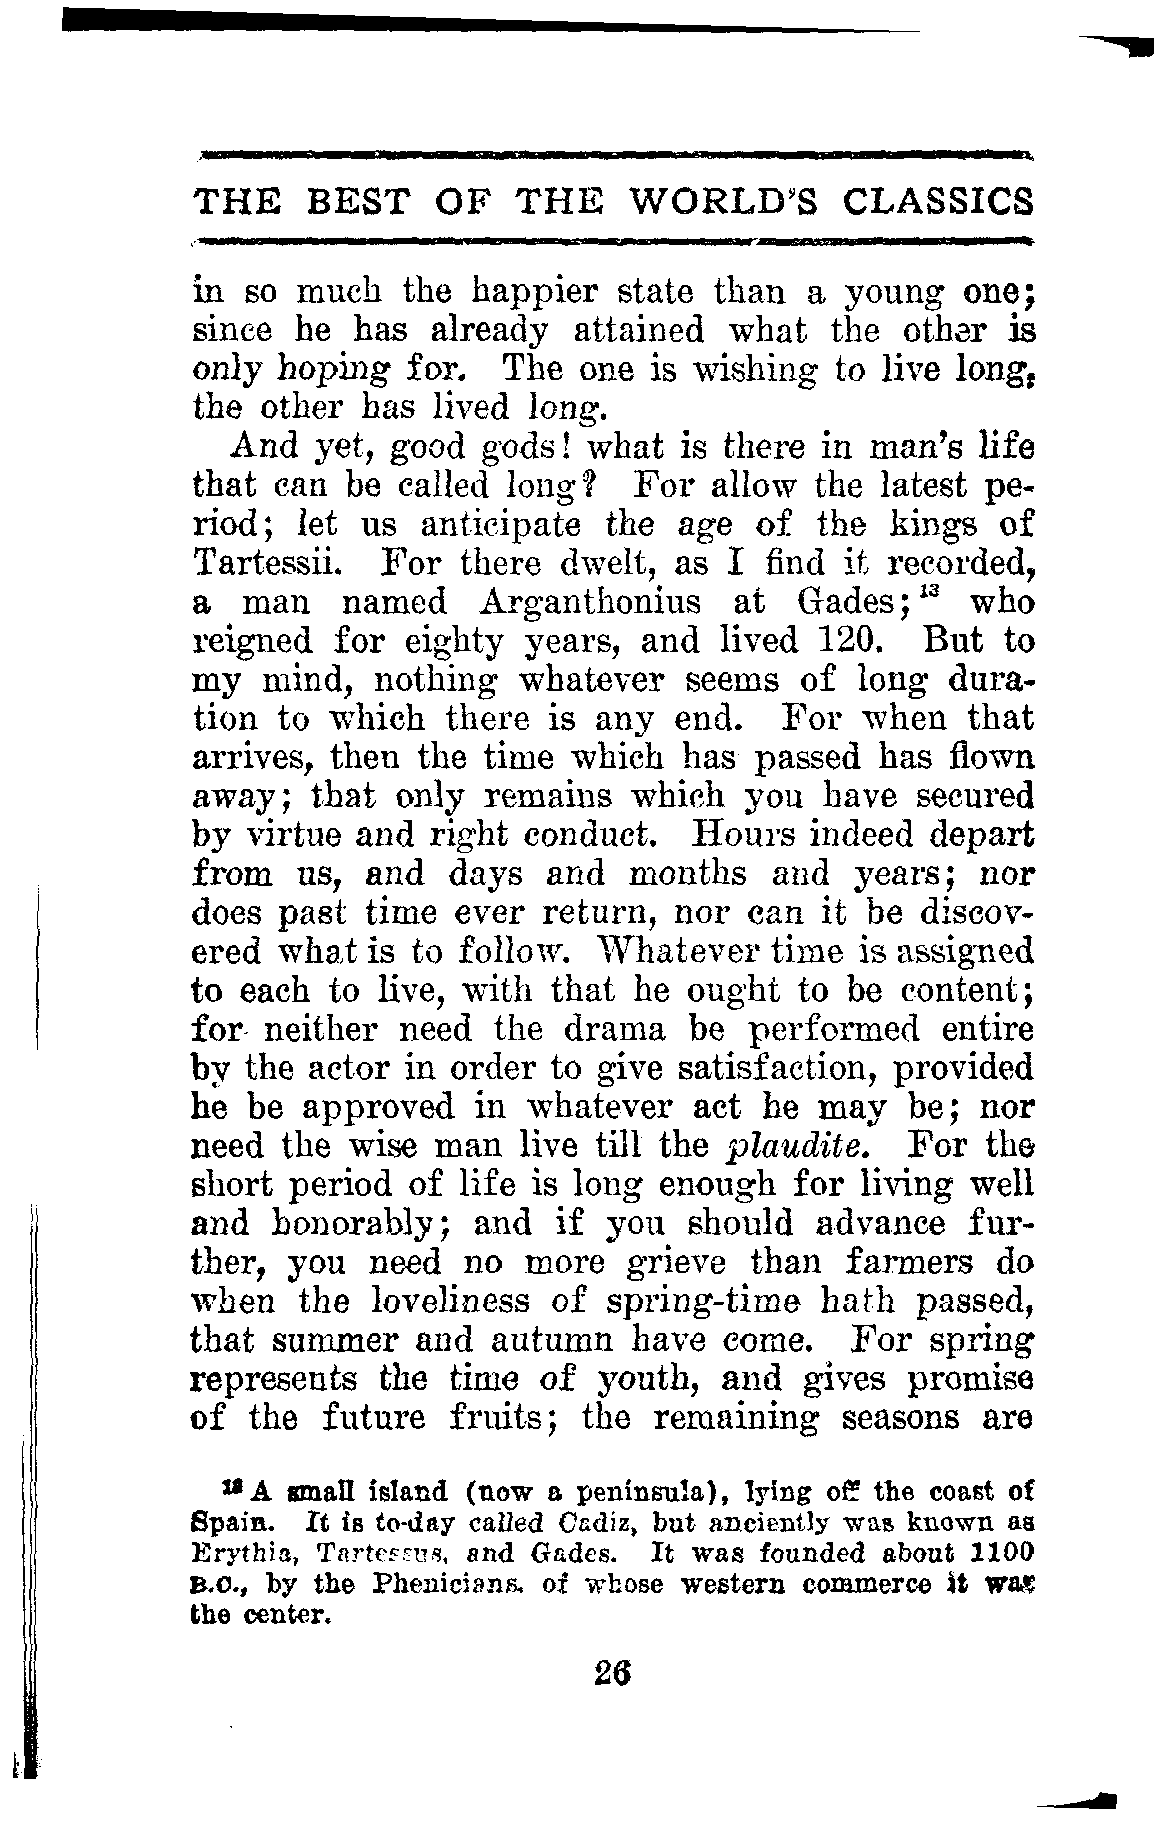 THE BEST OF THE WORLD'S CLASSICS
in so much the happier state than a young one;
since he has already attained what the other is
only hoping for. The one is wishing to live long,
the other has lived long.
And yet, good gods! what is there in man's life
that can be called long? For allow the latest pe-
riod; let us anticipate the age of the kings of
Tartessii. For there dwelt, as I find it recorded,
a man named Arganthonius at Gades;¹³ who
reigned for eighty years, and lived 120. But to
my mind, nothing whatever seems of long dura-
tion to which there is any end. For when that
arrives, then the time which has passed has flown
away; that only remains which you have secured
by virtue and right conduct. Hours indeed depart
from us, and days and months and years; nor
does past time ever return, nor can it be discov-
ered what is to follow. Whatever time is assigned
to each to live, with that he ought to be content;
for neither need the drama be performed entire
by the actor in order to give satisfaction, provided
he be approved in whatever act he may be; nor
need the wise man live till the plaudite. For the
short period of life is long enough for living well
and honorably; and if you should advance fur-
ther, you need no more grieve than farmers do
when the loveliness of spring-time hath passed,
that summer and autumn have come. For spring
represents the time of youth, and gives promise
of the future fruits; the remaining seasons are
¹³ A small island (now a peninsula), lying off the coast of
Spain. It is to-day called Cadiz, but anciently was known as
Erythia, Tartessus, and Gades. It was founded about 1100
B.C., by the Phenicians, of whose western commerce it was
the center.
26